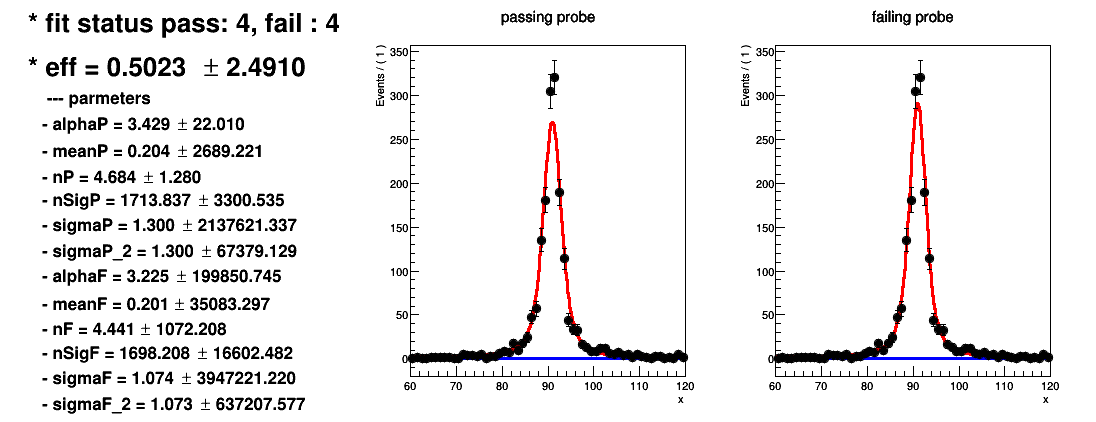 * fit status pass: 4, fail : 4
* eff = 0.5023 ± 2.4910
--- parmeters
- alphaP = 3.429 ± 22.010
- meanP = 0.204 ± 2689.221
- nP = 4.684 ± 1.280
- nSigP = 1713.837 ± 3300.535
- sigmaP = 1.300 ± 2137621.337
- sigmaP_2 = 1.300 ± 67379.129
- alphaF = 3.225 ± 199850.745
- meanF = 0.201 ± 35083.297
- nF = 4.441 ± 1072.208
- nSigF = 1698.208 ± 16602.482
- sigmaF = 1.074 ± 3947221.220
- sigmaF_2 = 1.073 ± 637207.577
passing probe
Events / ( 1 )
350
300
250
200
150
100
50
0
60 70 80 90 100 110 120
x
failing probe
Events / ( 1 )
350
300
250
200
150
100
50
0
60 70 80 90 100 110 120
x